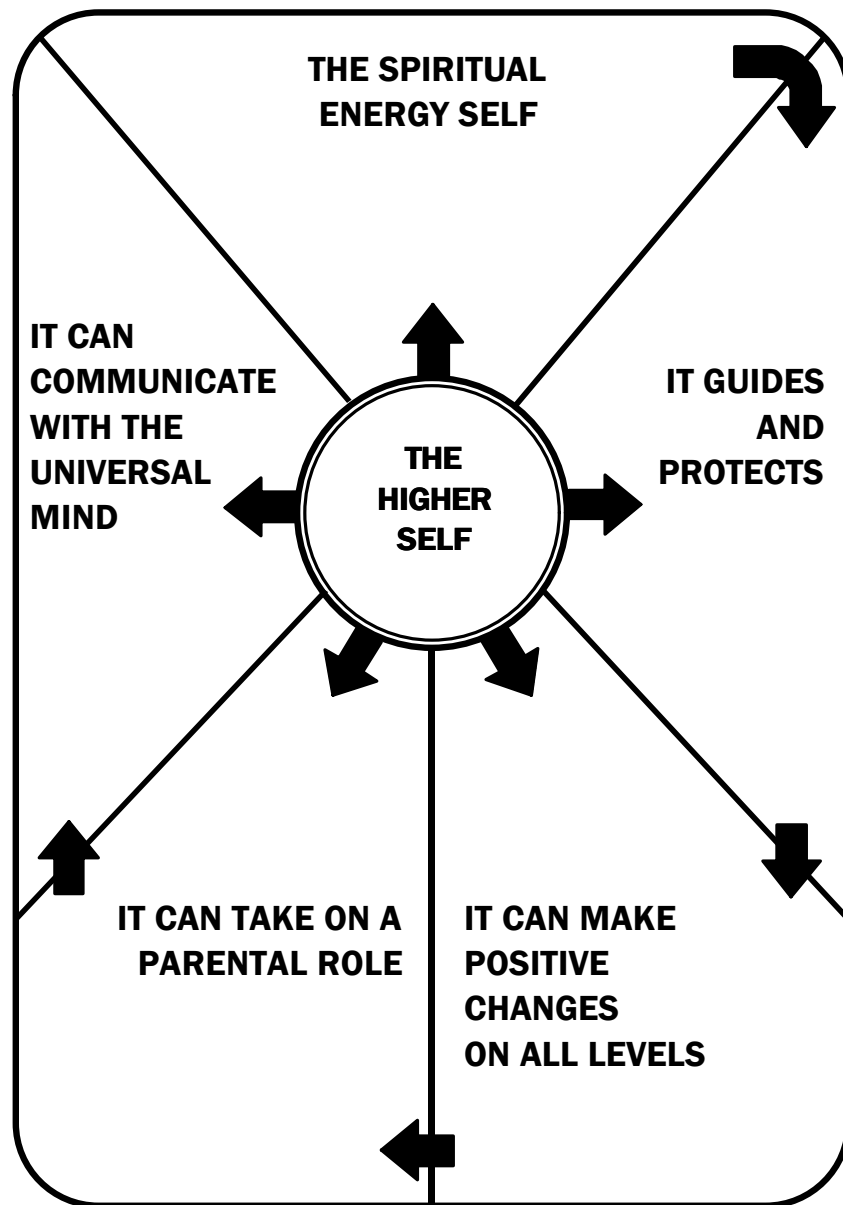 THE SPIRITUAL
ENERGY SELF
IT CAN
COMMUNICATE
WITH THE
UNIVERSAL
MIND
THE
HIGHER
SELF
IT GUIDES
AND
PROTECTS
IT CAN TAKE ON A
PARENTAL ROLE
IT CAN MAKE
POSITIVE
CHANGES
ON ALL LEVELS